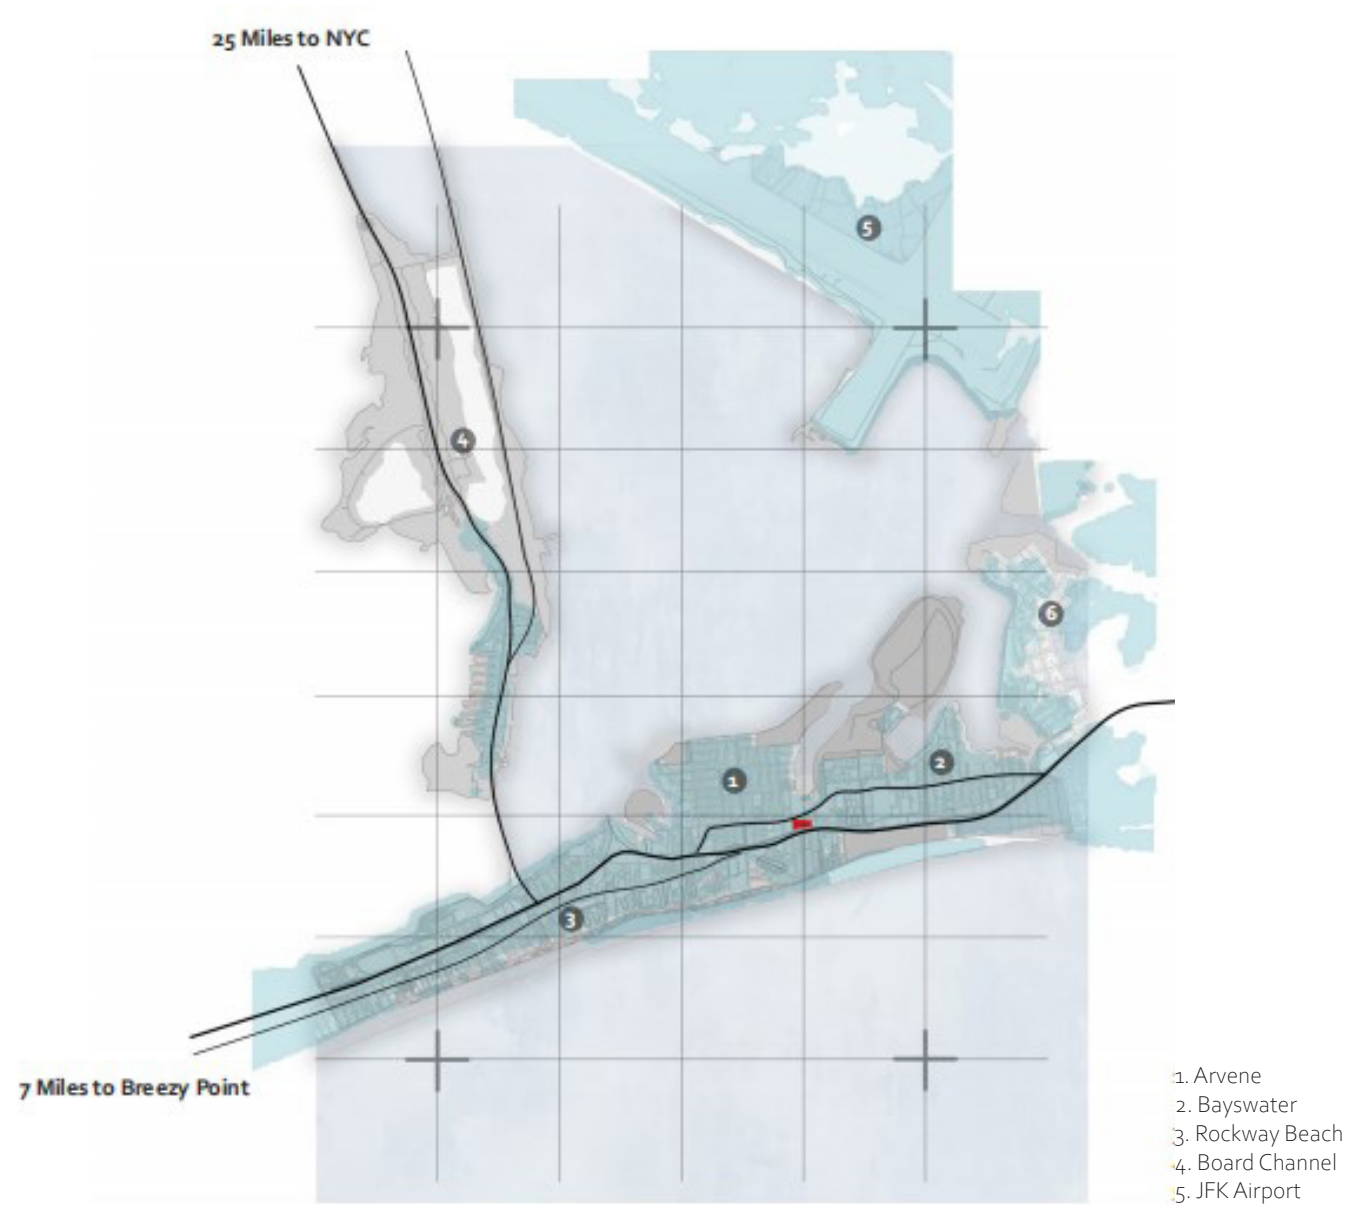 25 Miles to NYC
5
4
6
2
1
3
7 Miles to Breezy Point
1. Arvene
2. Bayswater
3. Rockway Beach
4. Board Channel
5. JFK Airport